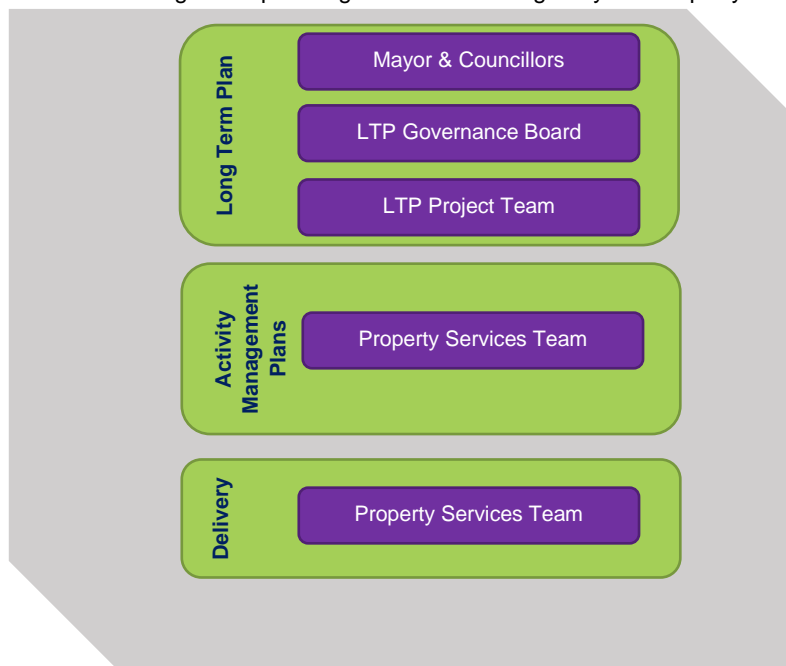 Long Term Plan
Mayor & Councillors
LTP Governance Board
LTP Project Team
Activity
Management
Plans
Property Services Team
Delivery
Property Services Team